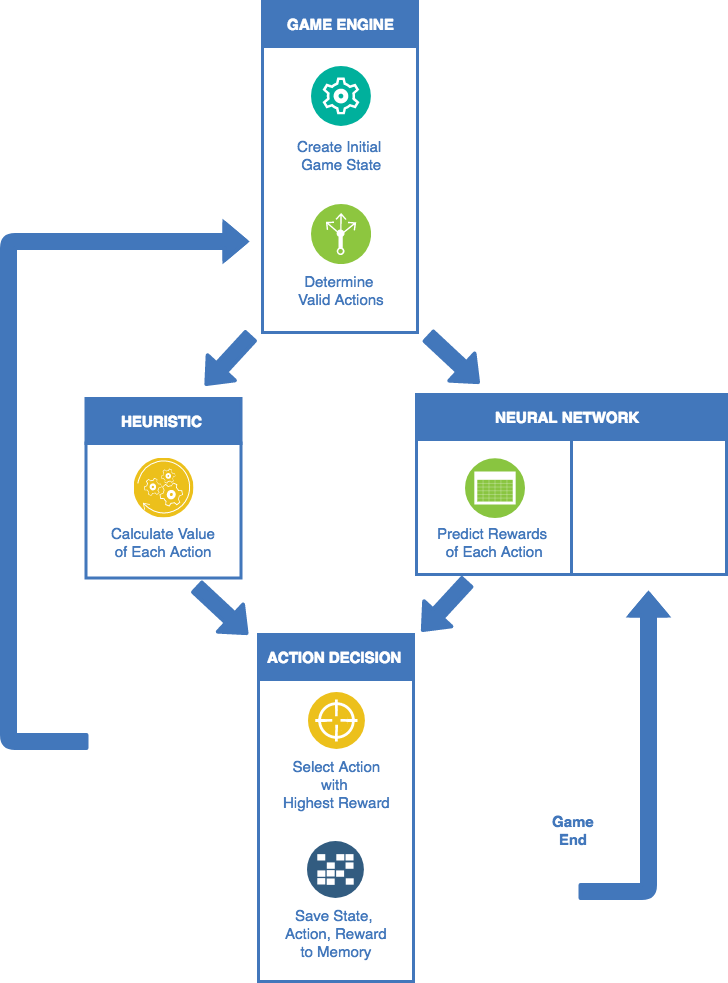 GAME ENGINE
Create Initial
Game State
Determine
Valid Actions
HEURISTIC
Calculate Value
of Each Action
NEURAL NETWORK
Predict Rewards
of Each Action
ACTION DECISION
Select Action
with
Highest Reward
Save State,
Action, Reward
to Memory
Game
End